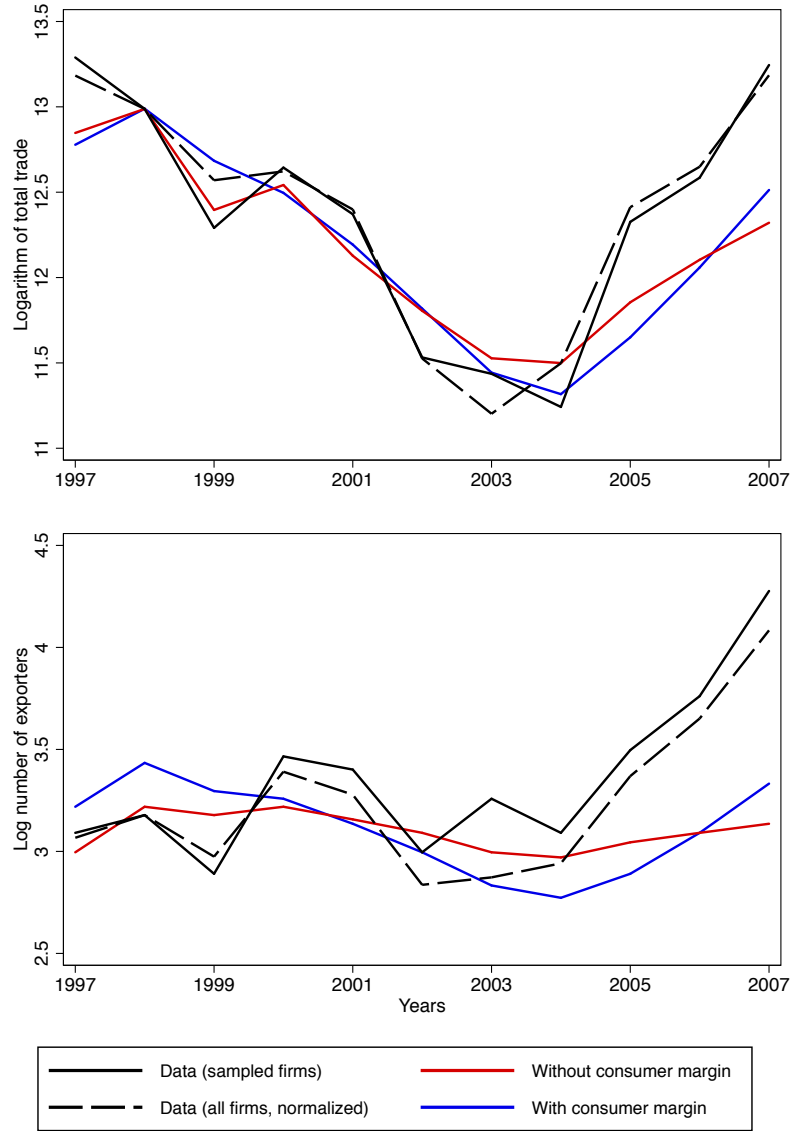 Logarithm of total trade
13.5
13
12.5
12
11.5
11
1997 1999 2001 2003 2005 2007
Log number of exporters
4.5
4
3.5
3
2.5
1997 1999 2001 2003 2005 2007
Years
Data (sampled firms) Without consumer margin
Data (all firms, normalized) With consumer margin